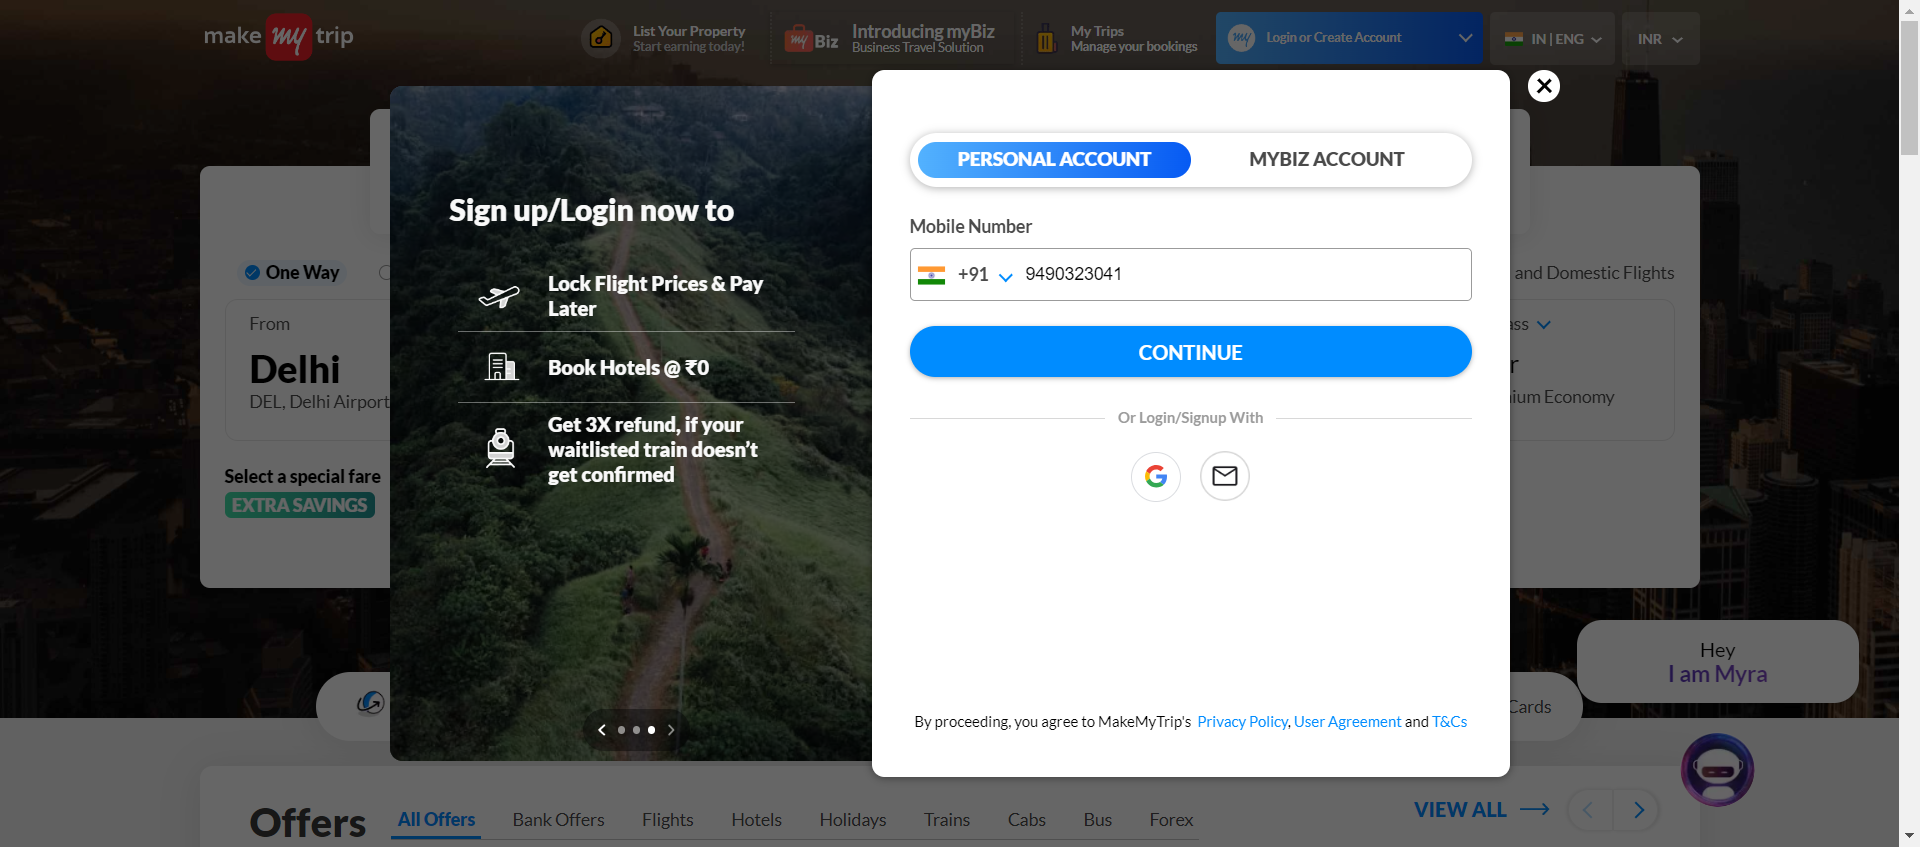 make my trip
List Your Property
Start earning today!
my Biz
Introducing myBiz
Business Travel Solution
My Trips
Manage your bookings
my
Login or Create Account
IN | ENG
INR
PERSONAL ACCOUNT
MYBIZ ACCOUNT
Sign up/Login now to
Mobile Number
+91 9490323041
One Way
and Domestic Flights
Lock Flight Prices & Pay
Later
From
Delhi
DEL, Delhi Airport
CONTINUE
Book Hotels @ ₹0
ium Economy
Or Login/Signup With
Get 3X refund, if your
waitlisted train doesn’t
get confirmed
Select a special fare
EXTRA SAVINGS
Hey
I am Myra
Cards
By proceeding, you agree to MakeMyTrip's Privacy Policy, User Agreement and T&Cs
Offers
All Offers
Bank Offers
Flights
Hotels
Holidays
Trains
Cabs
Bus
Forex
VIEW ALL